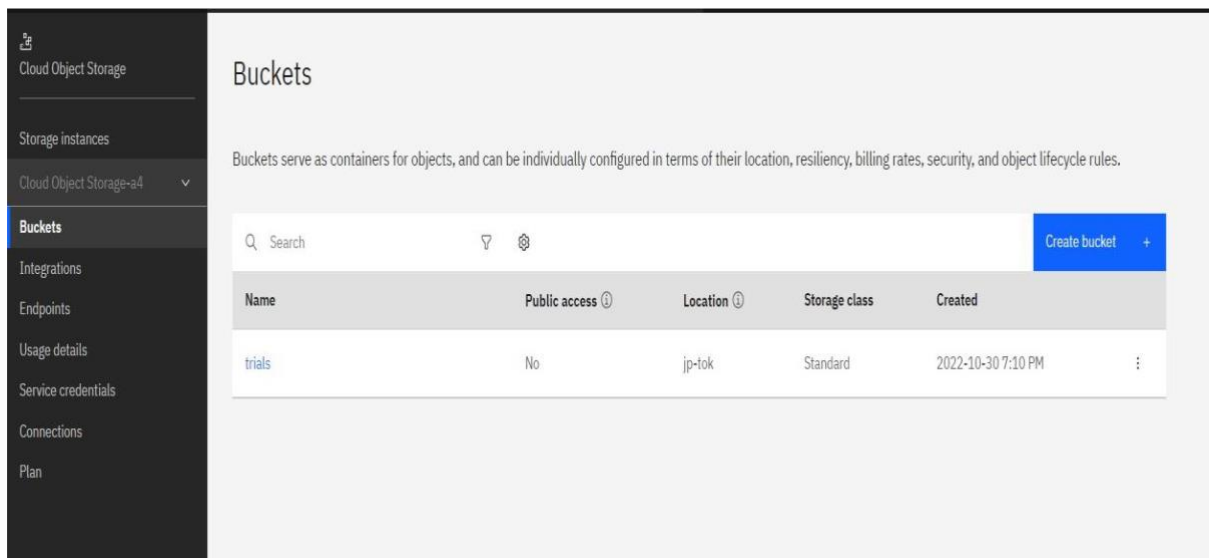 Cloud Object Storage
Storage instances
Cloud Object Storage-a4
Buckets
Integrations
Endpoints
Usage details
Service credentials
Connections
Plan
Buckets
Buckets serve as containers for objects, and can be individually configured in terms of their location, resiliency, billing rates, security, and object lifecycle rules.
Search
Create bucket +
Name Public access Location Storage class Created
trials No jp-tok Standard 2022-10-30 7:10 PM